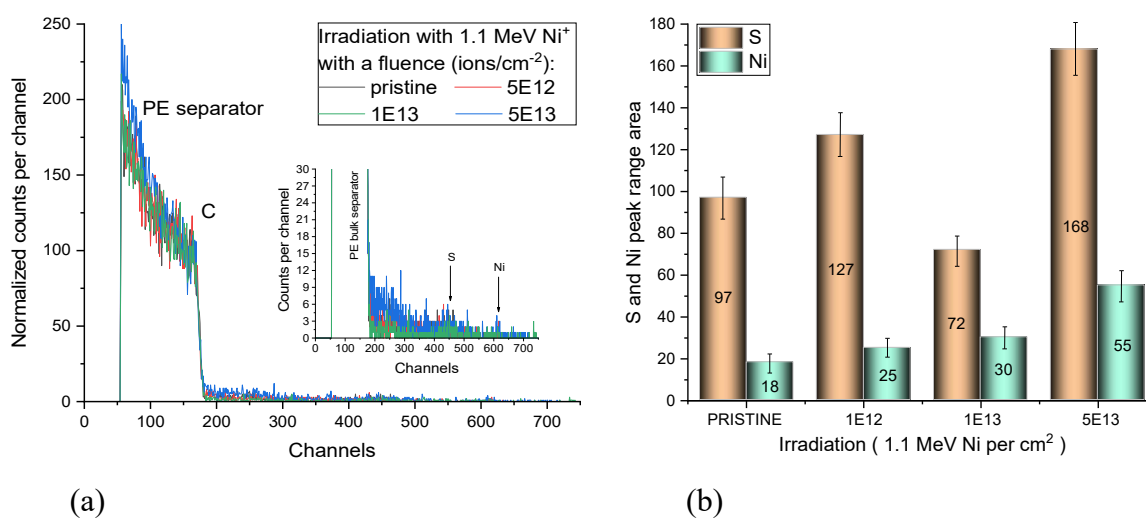 250
200
150
100
50
0
Normalized counts per channel
0 100 200 300 400 500 600 700
Channels
PE separator
C
Irradiation with 1.1 MeV Ni⁺
with a fluence (ions/cm⁻²):
pristine 5E12
1E13 5E13
30
27
24
21
18
15
12
9
6
3
0
Counts per channel
PE bulk separator
S
Ni
0 100 200 300 400 500 600 700
Channels
(a)
180
160
140
120
100
80
60
40
20
0
S and Ni peak range area
S
Ni
97
18
127
25
72
30
168
55
PRISTINE 1E12 1E13 5E13
Irradiation ( 1.1 MeV Ni per cm²)
(b)